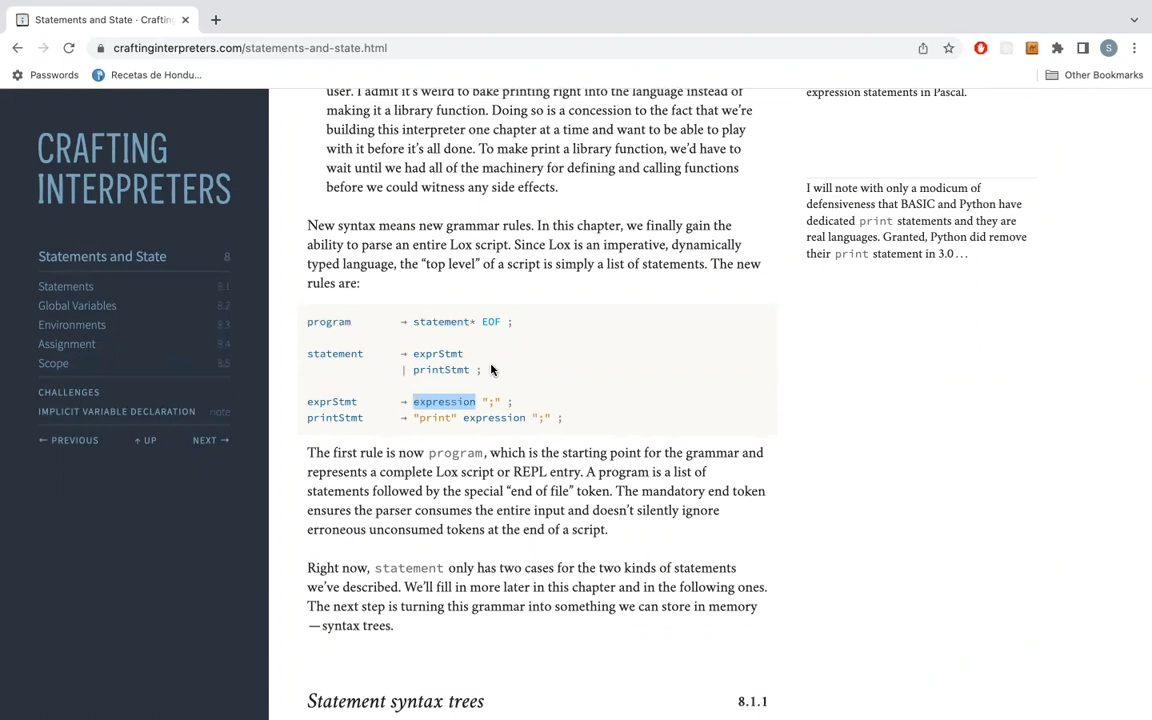 Statements and State · Craftin
craftinginterpreters.com/statements-and-state.html
S
Passwords
Recetas de Hondu...
Other Bookmarks
CRAFTING
INTERPRETERS
Statements and State 8
Statements 8.1
Global Variables 8.2
Environments 8.3
Assignment 8.4
Scope 8.5
CHALLENGES
IMPLICIT VARIABLE DECLARATION note
← PREVIOUS ↑ UP NEXT →
user. I admit it's weird to bake printing right into the language instead of
making it a library function. Doing so is a concession to the fact that we're
building this interpreter one chapter at a time and want to be able to play
with it before it's all done. To make print a library function, we'd have to
wait until we had all of the machinery for defining and calling functions
before we could witness any side effects.
New syntax means new grammar rules. In this chapter, we finally gain the
ability to parse an entire Lox script. Since Lox is an imperative, dynamically
typed language, the “top level” of a script is simply a list of statements. The new
rules are:
program → statement* EOF ;
statement → exprStmt
| printStmt ;
exprStmt → expression ";" ;
printStmt → "print" expression ";" ;
The first rule is now program, which is the starting point for the grammar and
represents a complete Lox script or REPL entry. A program is a list of
statements followed by the special “end of file” token. The mandatory end token
ensures the parser consumes the entire input and doesn't silently ignore
erroneous unconsumed tokens at the end of a script.
Right now, statement only has two cases for the two kinds of statements
we've described. We'll fill in more later in this chapter and in the following ones.
The next step is turning this grammar into something we can store in memory
—syntax trees.
Statement syntax trees 8.1.1
expression statements in Pascal.
I will note with only a modicum of
defensiveness that BASIC and Python have
dedicated print statements and they are
real languages. Granted, Python did remove
their print statement in 3.0...